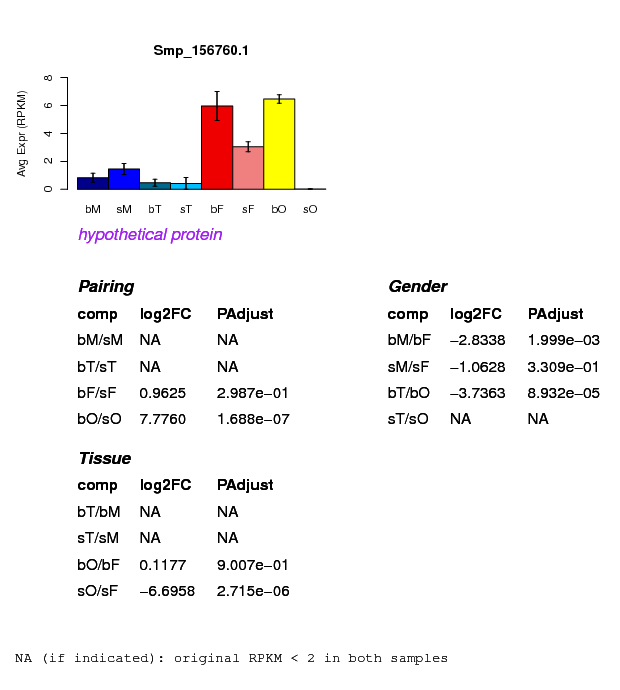 Smp_156760.1
Avg Expr (RPKM)
0 2 4 6 8
bM sM bT sT bF sF bO sO
hypothetical protein
Pairing
comp log2FC PAdjust
bM/sM NA NA
bT/sT NA NA
bF/sF 0.9625 2.987e−01
bO/sO 7.7760 1.688e−07
Gender
comp log2FC PAdjust
bM/bF −2.8338 1.999e−03
sM/sF −1.0628 3.309e−01
bT/bO −3.7363 8.932e−05
sT/sO NA NA
Tissue
comp log2FC PAdjust
bT/bM NA NA
sT/sM NA NA
bO/bF 0.1177 9.007e−01
sO/sF −6.6958 2.715e−06
NA (if indicated): original RPKM < 2 in both samples